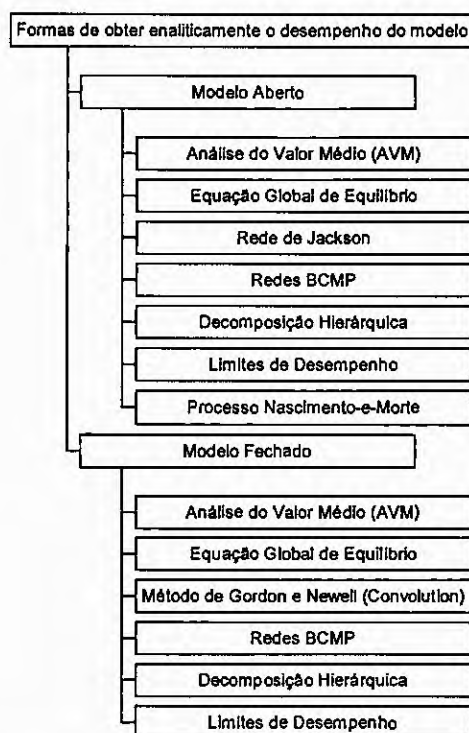 Formas de obter enaliticamente o desempenho do modelo
Modelo Aberto
Análise do Valor Médio (AVM)
Equação Global de Equilíbrio
Rede de Jackson
Redes BCMP
Decomposição Hierárquica
Limites de Desempenho
Processo Nascimento-e-Morte
Modelo Fechado
Análise de Valor Médio (AVM)
Equação Global de Equilíbrio
Método de Gordon e Newell (Convolution)
Redes BCMP
Decomposição Hierárquica
Limites de Desempenho